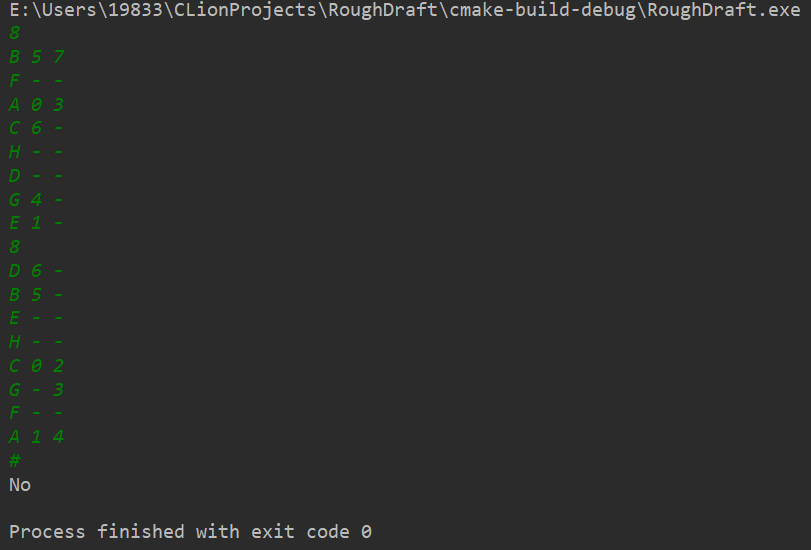 E:\Users\19833\CLionProjects\RoughDraft\cmake-build-debug\RoughDraft.exe
8
B 5 7
F - -
A 0 3
C 6 -
H - -
D - -
G 4 -
E 1 -
8
D 6 -
B 5 -
E - -
H - -
C 0 2
G - 3
F - -
A 1 4
#
No
Process finished with exit code 0